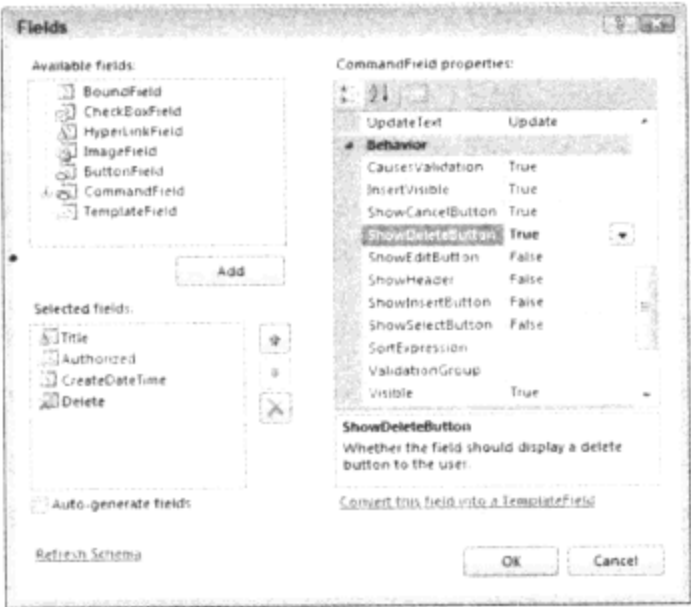 Fields
Available fields:
BoundField
CheckBoxField
HyperLinkField
ImageField
ButtonField
CommandField
TemplateField
Add
Selected fields:
Title
Authorized
CreateDateTime
Delete
Auto-generate fields
Refresh Schema
CommandField properties:
UpdateText Update
Behavior
CausesValidation True
InsertVisible True
ShowCancelButton True
ShowDeleteButton True
ShowEditButton False
ShowHeader False
ShowInsertButton False
ShowSelectButton False
SortExpression
ValidationGroup
Visible True
ShowDeleteButton
Whether the field should display a delete
button to the user.
Convert this field into a TemplateField
OK
Cancel